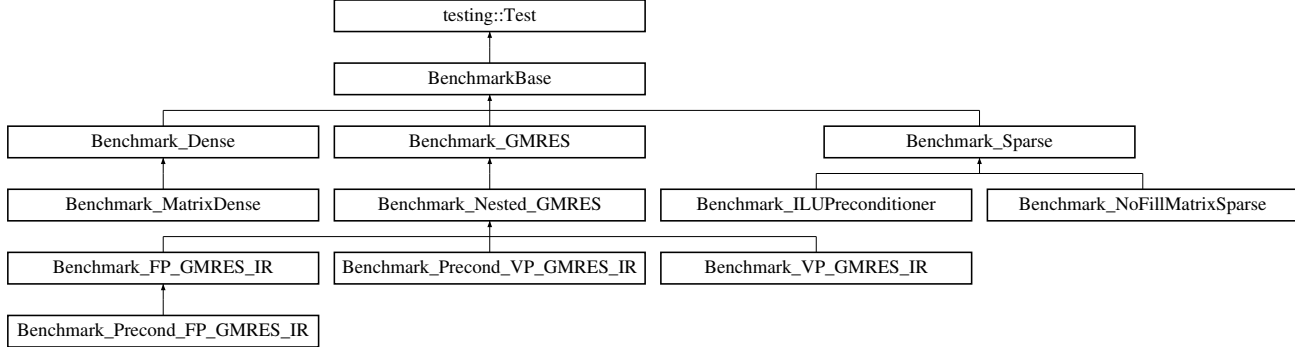 testing::Test
BenchmarkBase
Benchmark_Dense
Benchmark_GMRES
Benchmark_Sparse
Benchmark_MatrixDense
Benchmark_Nested_GMRES
Benchmark_ILUPreconditioner
Benchmark_NoFillMatrixSparse
Benchmark_FP_GMRES_IR
Benchmark_Precond_VP_GMRES_IR
Benchmark_VP_GMRES_IR
Benchmark_Precond_FP_GMRES_IR